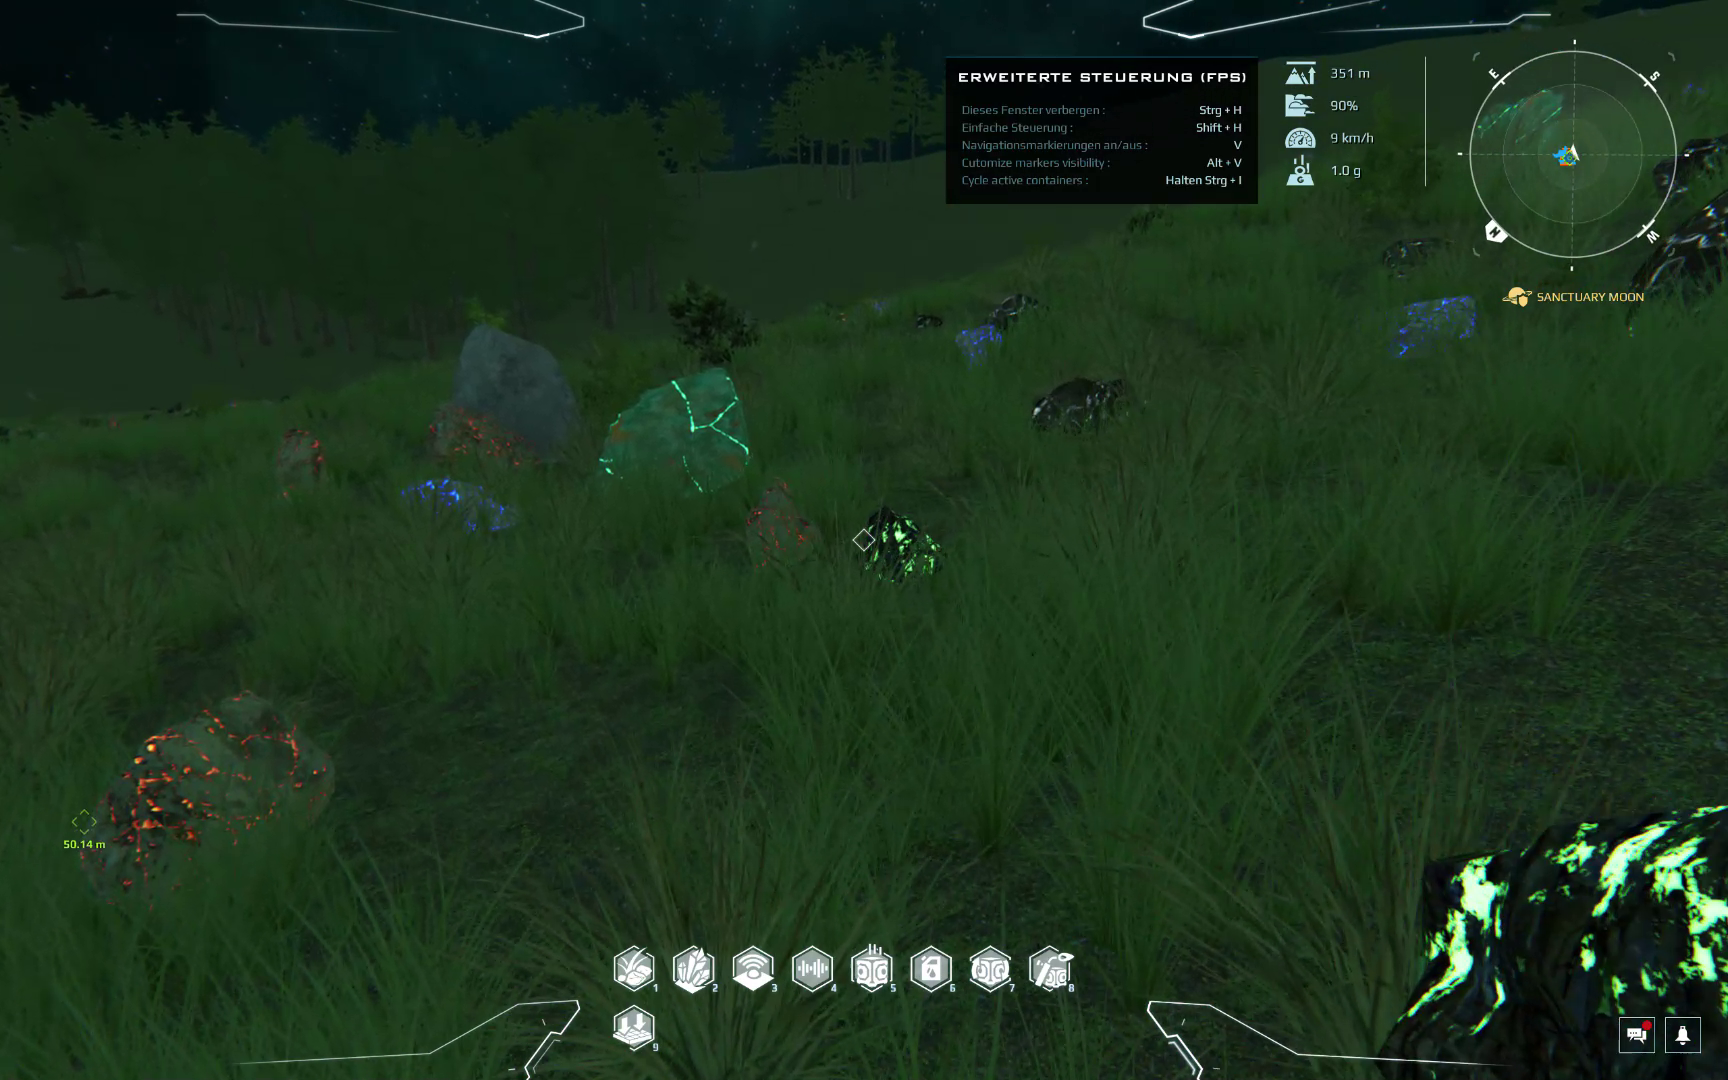 ERWEITERTE STEUERUNG (FPS)
Dieses Fenster verbergen : Strg + H
Einfache Steuerung : Shift + H
Navigationsmarkierungen an/aus : V
Cutomize markers visibility : Alt + V
Cycle active containers : Halten Strg + I
351 m
90%
9 km/h
1.0 g
G
E
S
N
W
SANCTUARY MOON
50.14 m
1
2
3
4
5
6
7
8
9